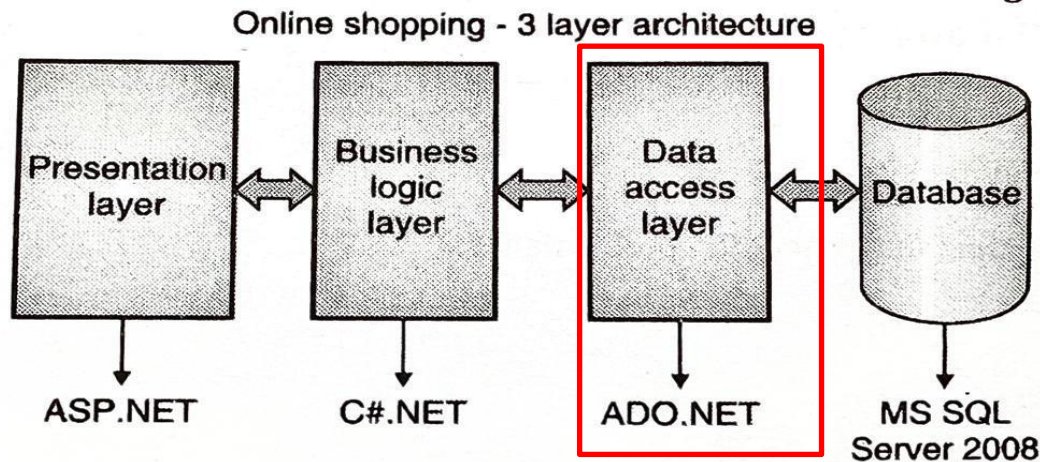 Online shopping - 3 layer architecture
Presentation
layer
Business
logic
layer
Data
access
layer
Database
ASP.NET
C#.NET
ADO.NET
MS SQL
Server 2008